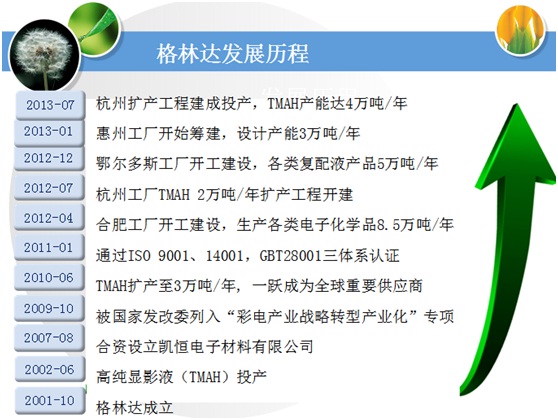 格林达发展历程
2013-07 杭州扩产工程建成投产，TMAH产能达4万吨/年
2013-01 惠州工厂开始筹建，设计产能3万吨/年
2012-12 鄂尔多斯工厂开工建设，各类复配液产品5万吨/年
2012-07 杭州工厂TMAH 2万吨/年扩产工程开建
2012-04 合肥工厂开工建设，生产各类电子化学品8.5万吨/年
2011-01 通过ISO 9001、14001，GBT28001三体系认证
2010-06 TMAH扩产至3万吨/年, 一跃成为全球重要供应商
2009-10 被国家发改委列入“彩电产业战略转型产业化”专项
2007-08 合资设立凯恒电子材料有限公司
2002-06 高纯显影液（TMAH）投产
2001-10 格林达成立